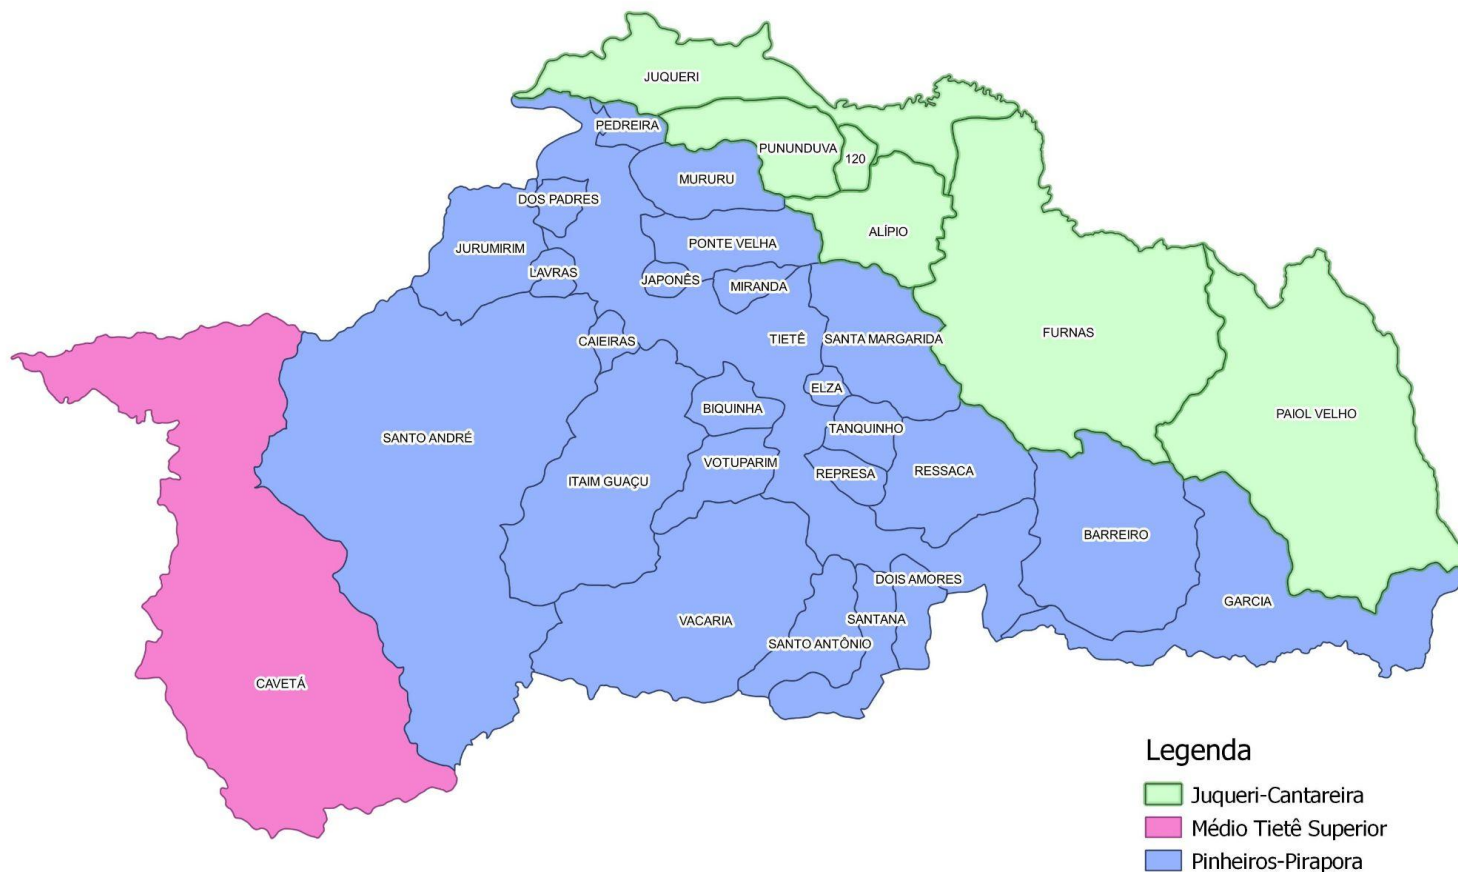 JUQUERI
PEDREIRA
PUNUNDUVA
120
MURURU
DOS PADRES
ALÍPIO
JURUMIRIM
PONTE VELHA
LAVRAS
JAPONÊS
MIRANDA
CAIEIRAS
TIETÊ
SANTA MARGARIDA
FURNAS
ELZA
BIQUINHA
PAIOL VELHO
SANTO ANDRÉ
TANQUINHO
VOTUPARIM
REPRESA
RESSACA
ITAIM GUAÇU
BARREIRO
DOIS AMORES
GARCIA
VACARIA
SANTANA
SANTO ANTÔNIO
CAVETÁ
Legenda
Juqueri-Cantareira
Médio Tietê Superior
Pinheiros-Pirapora